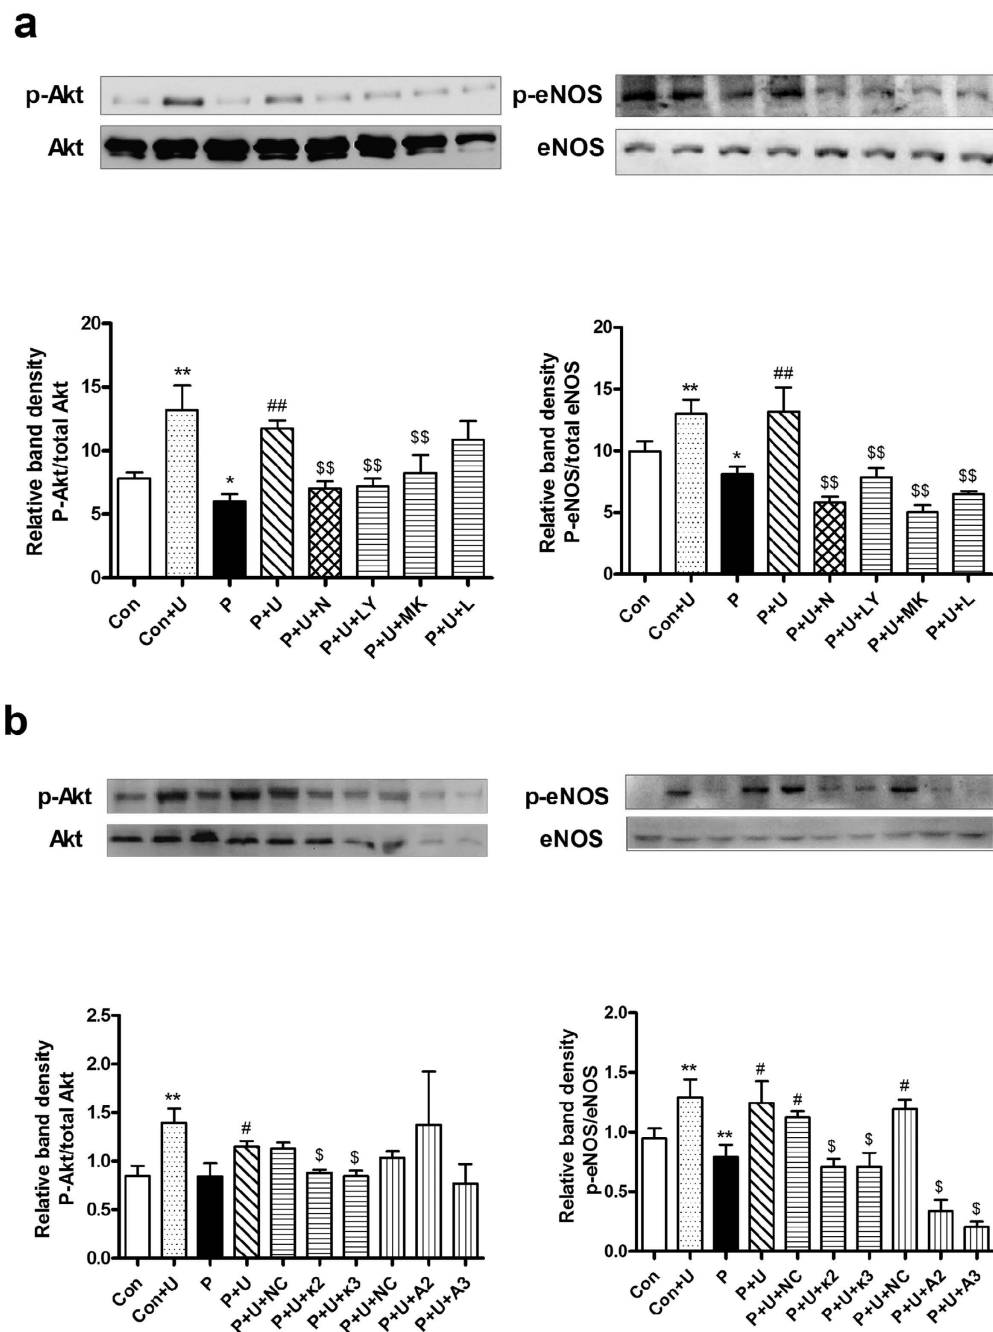 a
p-Akt
Akt
p-eNOS
eNOS
Relative band density
P-Akt/total Akt
20
15
10
5
0
**
*
##
$$
$$
$$
Con
Con+U
P
P+U
P+U+N
P+U+LY
P+U+MK
P+U+L
Relative band density
P-eNOS/total eNOS
20
15
10
5
0
**
*
##
$$
$$
$$
$$
Con
Con+U
P
P+U
P+U+N
P+U+LY
P+U+MK
P+U+L
b
p-Akt
Akt
p-eNOS
eNOS
Relative band density
P-Akt/total Akt
2.5
2.0
1.5
1.0
0.5
0.0
**
#
$
$
Con
Con+U
P
P+U
P+U+NC
P+U+κ2
P+U+κ3
P+U+NC
P+U+A2
P+U+A3
Relative band density
p-eNOS/eNOS
2.0
1.5
1.0
0.5
0.0
**
**
#
#
$
$
#
$
$
Con
Con+U
P
P+U
P+U+NC
P+U+κ2
P+U+κ3
P+U+NC
P+U+A2
P+U+A3